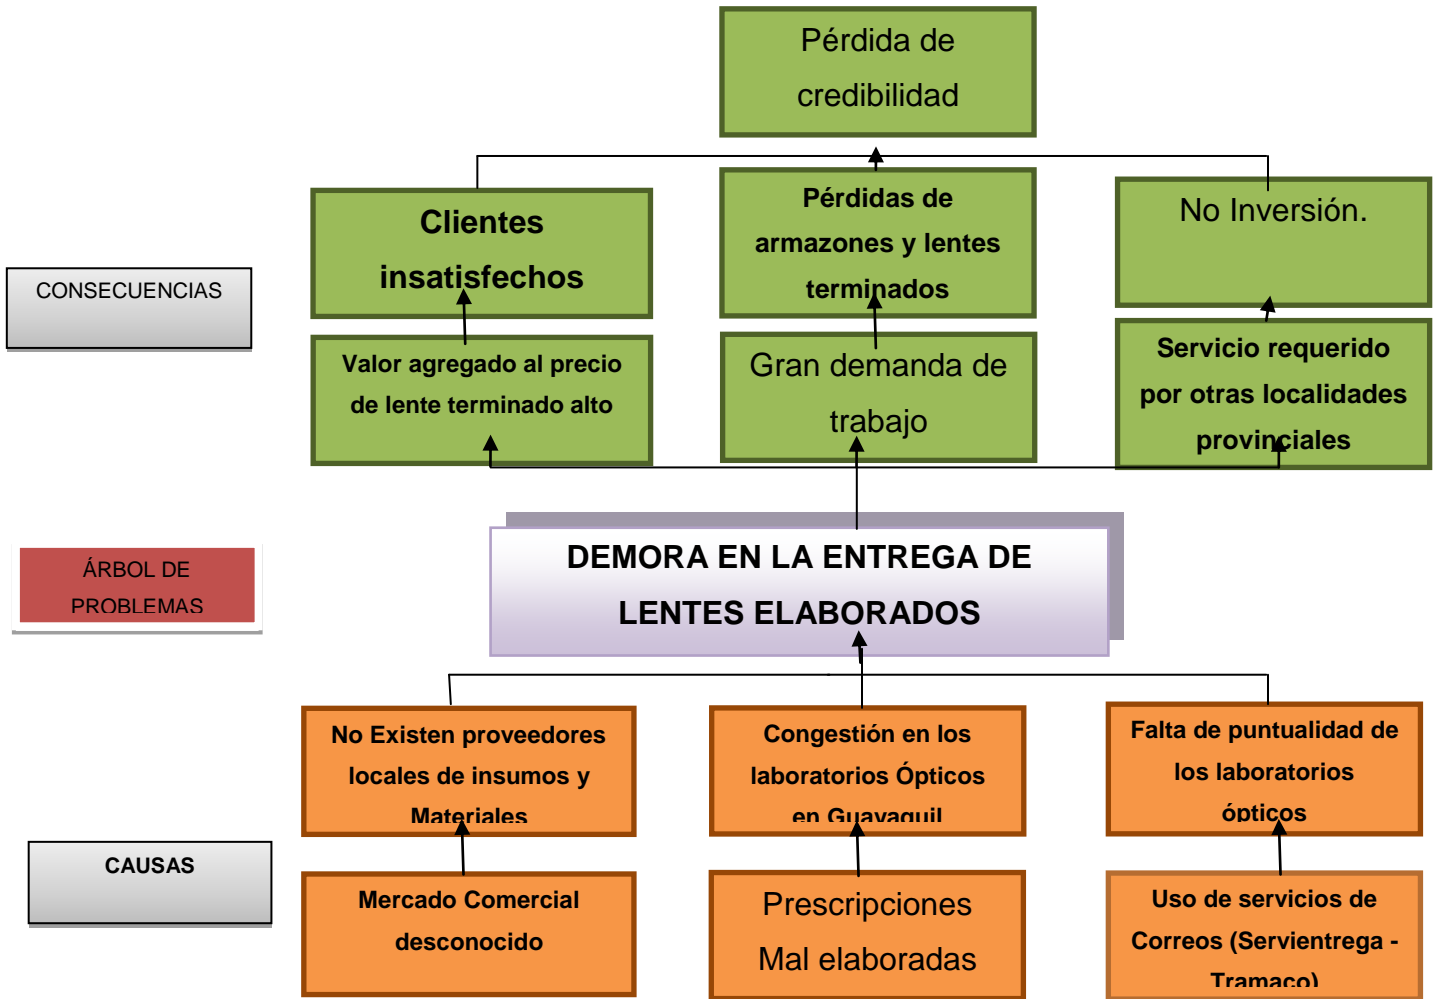 Pérdida de
credibilidad
Clientes
insatisfechos
Pérdidas de
armazones y lentes
terminados
No Inversión.
CONSECUENCIAS
Valor agregado al precio
de lente terminado alto
Gran demanda de
trabajo
Servicio requerido
por otras localidades
provinciales
ÁRBOL DE
PROBLEMAS
DEMORA EN LA ENTREGA DE
LENTES ELABORADOS
No Existen proveedores
locales de insumos y
Materiales
Congestión en los
laboratorios Ópticos
en Guayaquil
Falta de puntualidad de
los laboratorios
ópticos
CAUSAS
Mercado Comercial
desconocido
Prescripciones
Mal elaboradas
Uso de servicios de
Correos (Servientrega -
Tramaco)